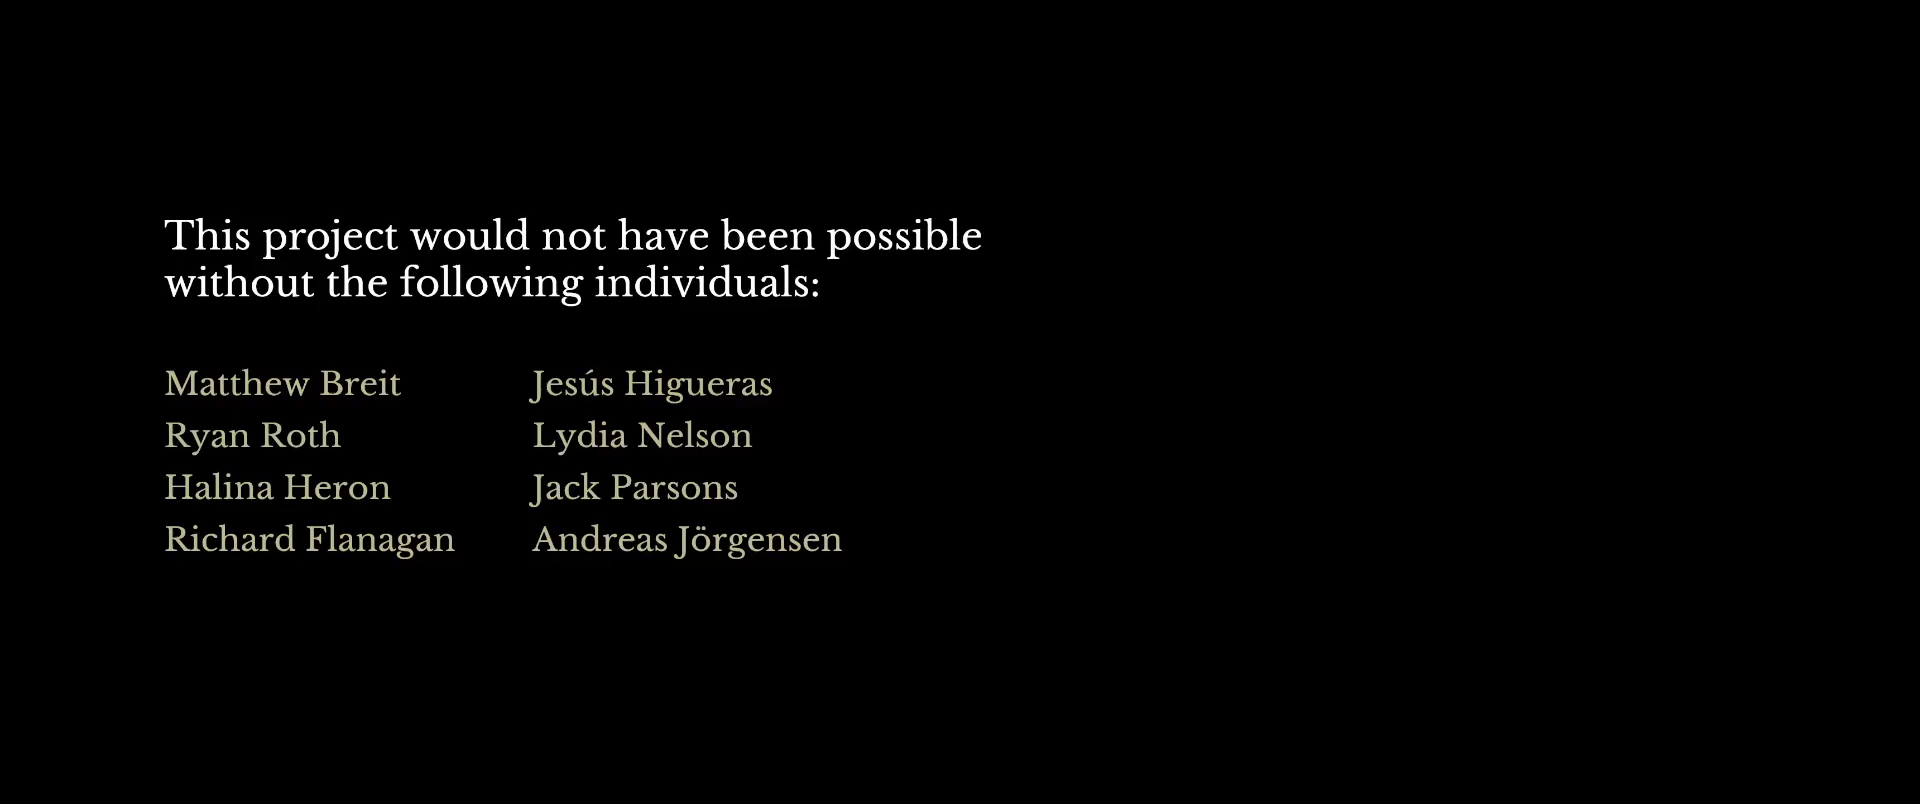 This project would not have been possible
without the following individuals:
Matthew Breit
Ryan Roth
Halina Heron
Richard Flanagan
Jesús Higueras
Lydia Nelson
Jack Parsons
Andreas Jörgensen